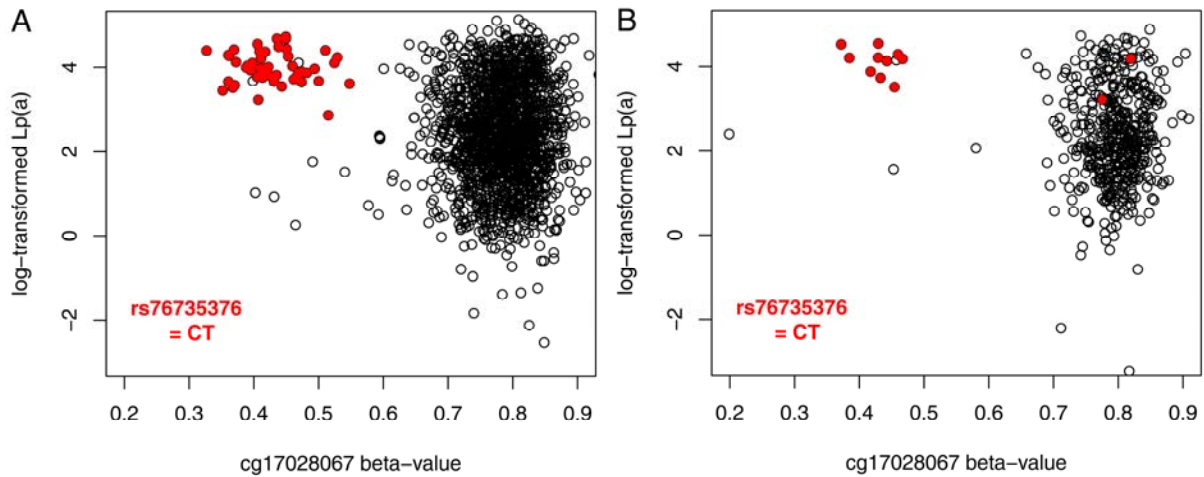 A
log-transformed Lp(a)
4
2
0
−2
rs76735376
= CT
0.2 0.3 0.4 0.5 0.6 0.7 0.8 0.9
cg17028067 beta-value
B
log-transformed Lp(a)
4
2
0
−2
rs76735376
= CT
0.2 0.3 0.4 0.5 0.6 0.7 0.8 0.9
cg17028067 beta-value